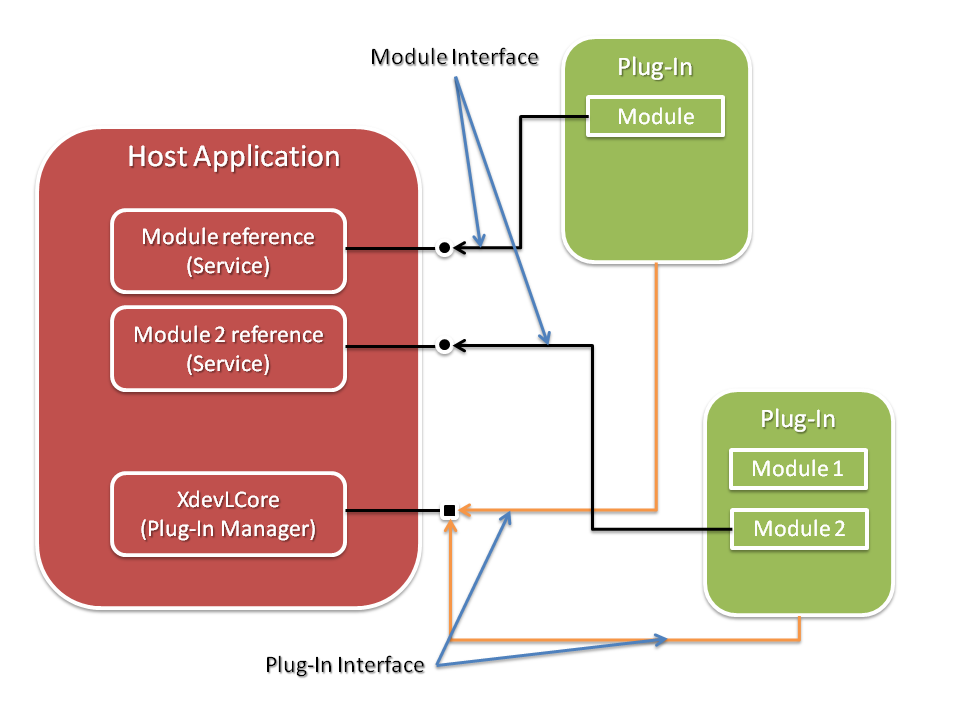 Module Interface
Plug-In
Module
Host Application
Module reference
(Service)
Module 2 reference
(Service)
XdevLCore
(Plug-In Manager)
Plug-In
Module 1
Module 2
Plug-In Interface